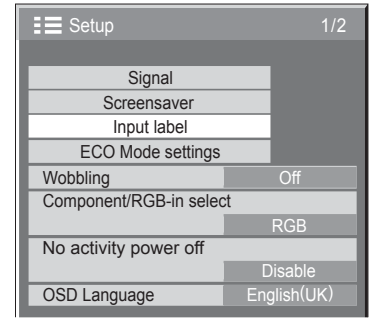 Setup 1/2
Signal
Screensaver
Input label
ECO Mode settings
Wobbling Off
Component/RGB-in select
RGB
No activity power off
Disable
OSD Language English(UK)